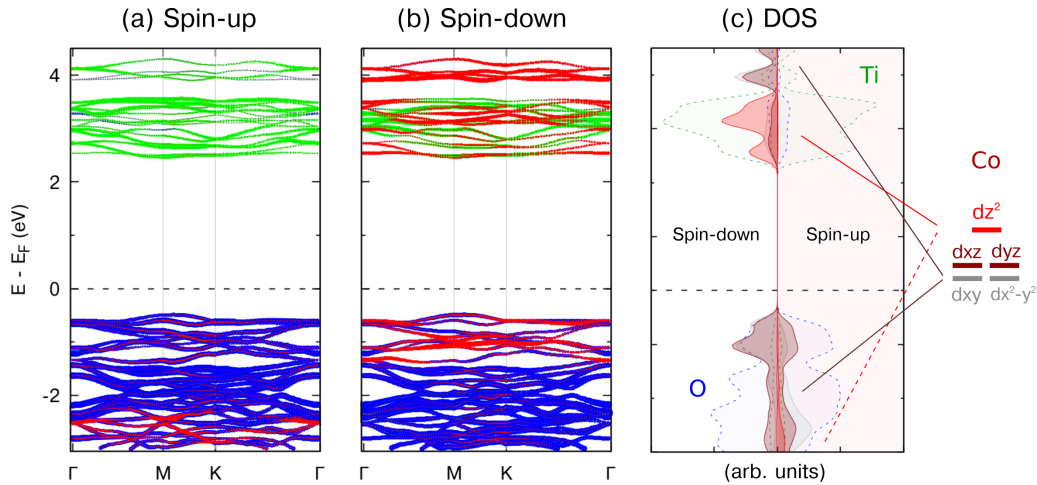 (a) Spin-up
(b) Spin-down
(c) DOS
E - E_F (eV)
4
2
0
-2
Γ
M
K
Γ
Γ
M
K
Γ
Ti
Spin-down
Spin-up
O
(arb. units)
Co
dz²
dxz
dyz
dxy
dx²-y²